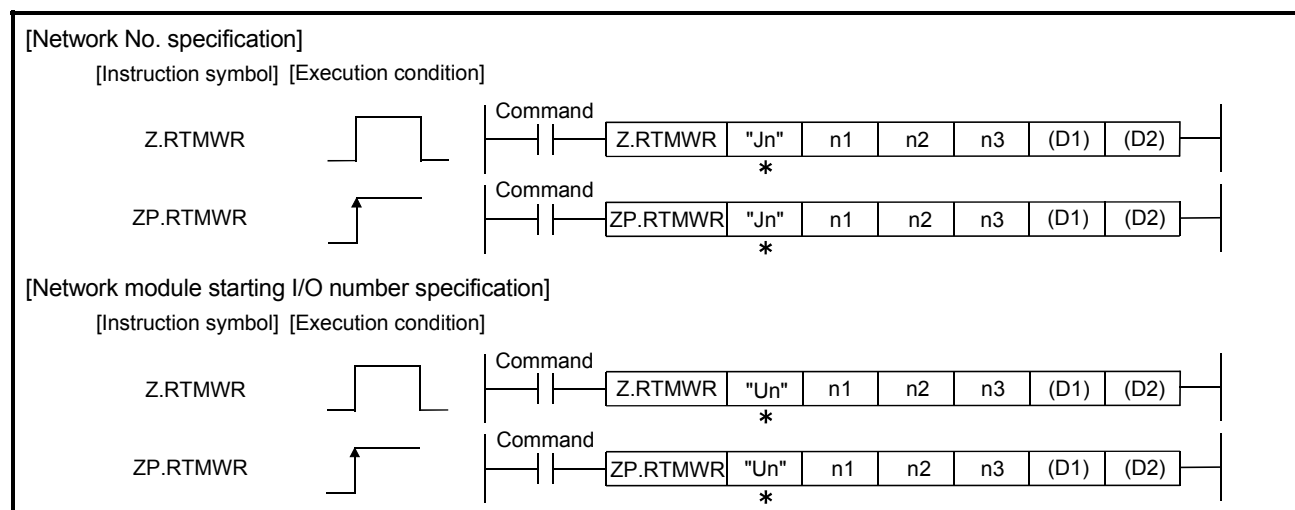 [Network No. specification]
[Instruction symbol] [Execution condition]
Command
Z.RTMWR Z.RTMWR "Jn" n1 n2 n3 (D1) (D2)
*
Command
ZP.RTMWR ZP.RTMWR "Jn" n1 n2 n3 (D1) (D2)
*
[Network module starting I/O number specification]
[Instruction symbol] [Execution condition]
Command
Z.RTMWR Z.RTMWR "Un" n1 n2 n3 (D1) (D2)
*
Command
ZP.RTMWR ZP.RTMWR "Un" n1 n2 n3 (D1) (D2)
*